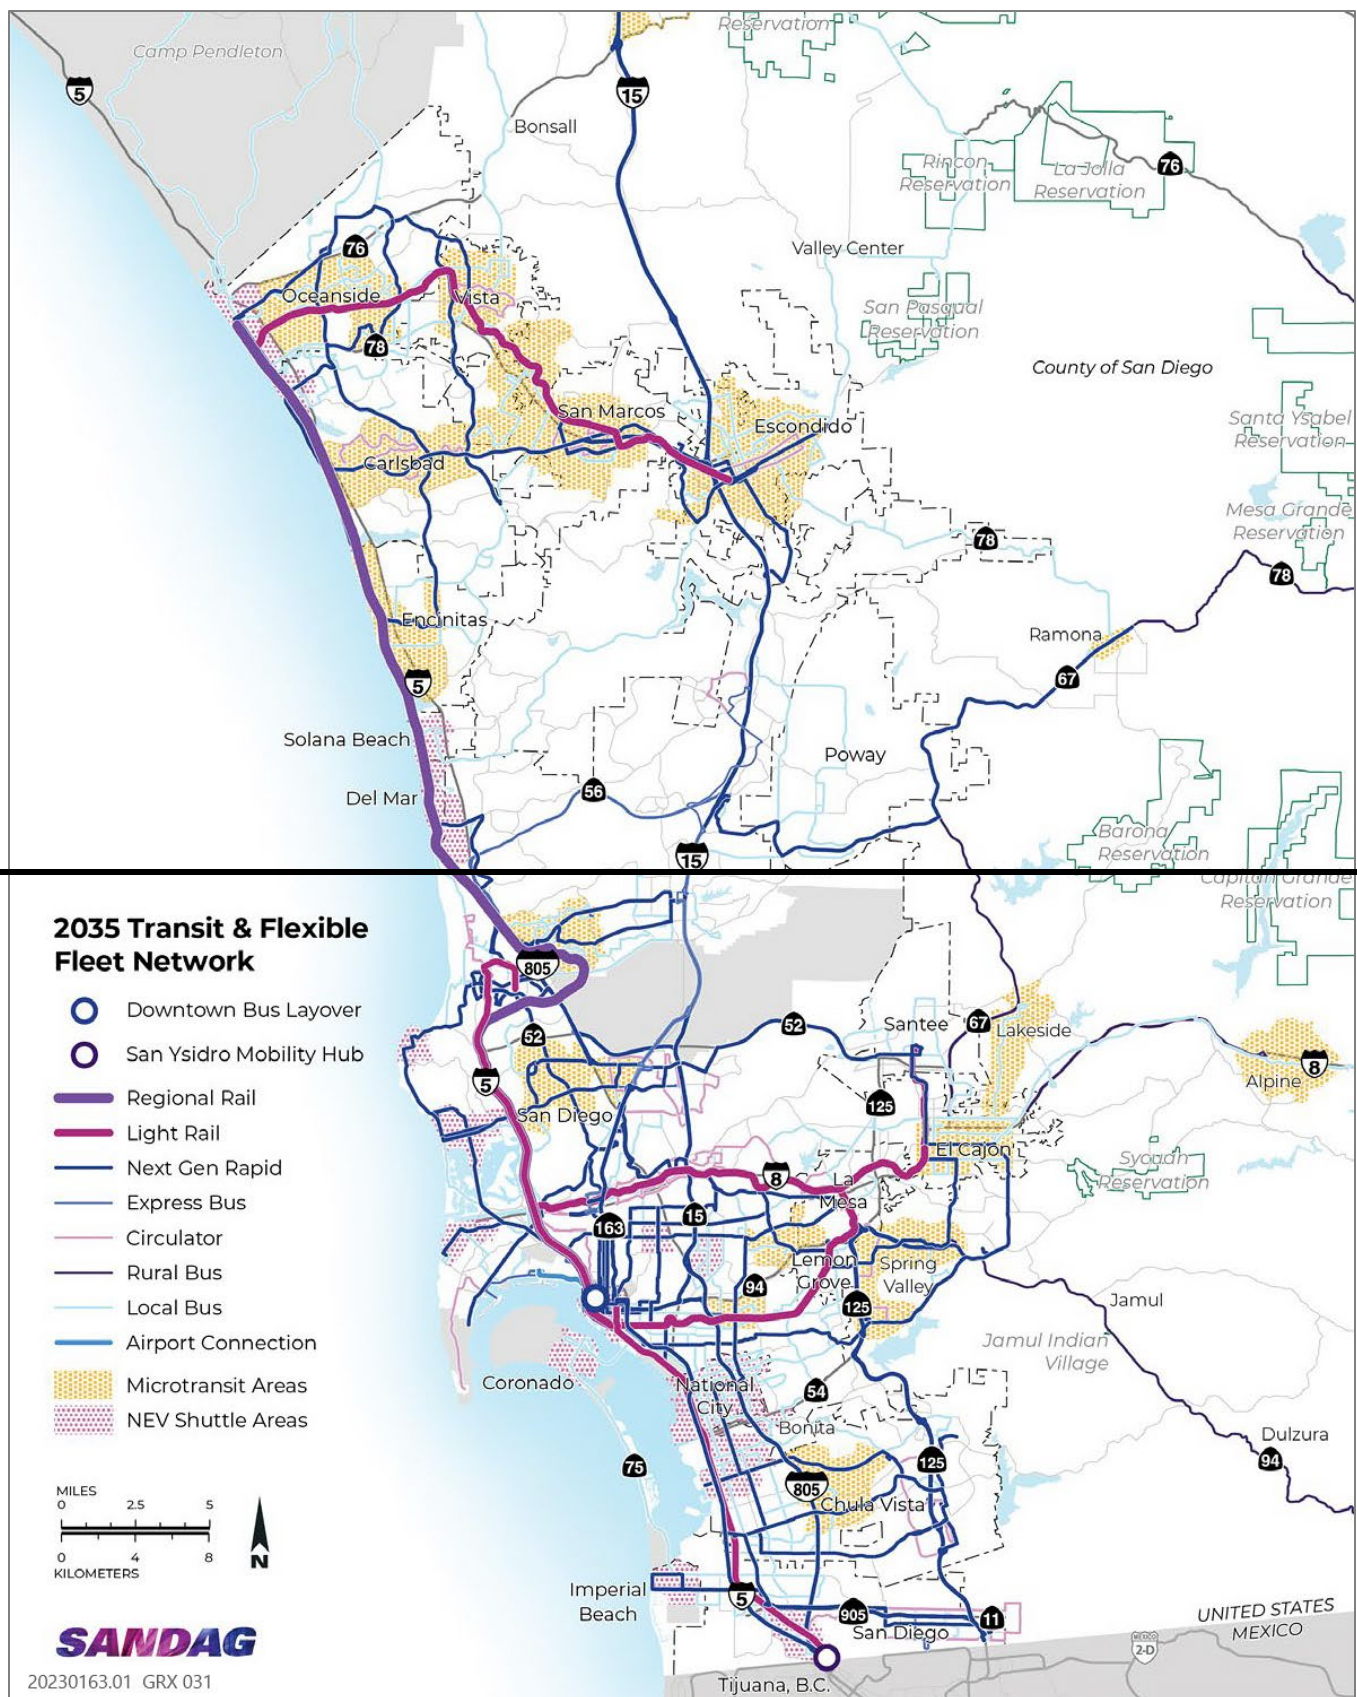 Reservation
Camp Pendleton
5
15
Bonsall
Rincon
Reservation
La Jolla
Reservation
76
76
Valley Center
Oceanside
Vista
San Pasqual
Reservation
78
County of San Diego
San Marcos
Escondido
Santa Ysabel
Reservation
Carlsbad
Mesa Grande
Reservation
78
78
Encinitas
Ramona
67
5
Solana Beach
Poway
Del Mar
56
Barona
Reservation
15
Capitan Grande
Reservation
2035 Transit & Flexible
Fleet Network
Downtown Bus Layover
San Ysidro Mobility Hub
Regional Rail
Light Rail
Next Gen Rapid
Express Bus
Circulator
Rural Bus
Local Bus
Airport Connection
Microtransit Areas
NEV Shuttle Areas
805
52
52
Santee
67
Lakeside
8
Alpine
5
125
San Diego
El Cajon
Sycuan
Reservation
8
La
Mesa
163
15
Lemon
Grove
Spring
Valley
94
125
Jamul
Jamul Indian
Village
Coronado
National
City
54
Bonita
Dulzura
94
75
125
805
Chula Vista
MILES
0 2.5 5
0 4 8
KILOMETERS
N
Imperial
Beach
5
905
11
San Diego
UNITED STATES
MEXICO
MEXICO
2-D
SANDAG
20230163.01 GRX 031
Tijuana, B.C.